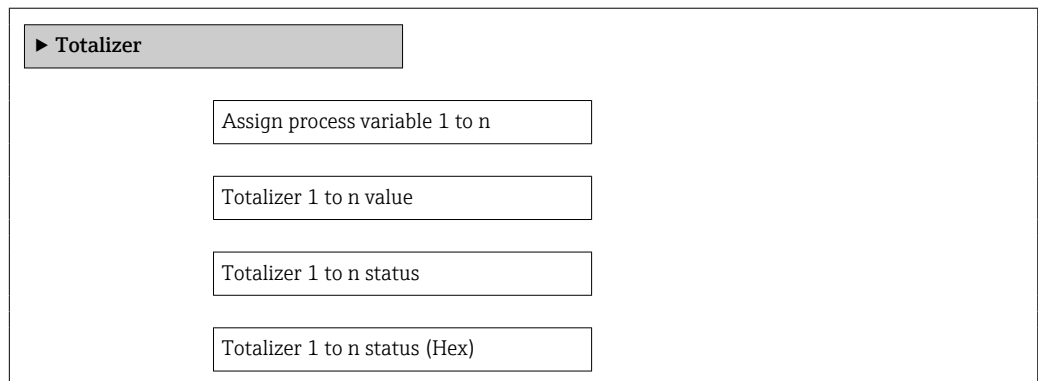 ▶ Totalizer
Assign process variable 1 to n
Totalizer 1 to n value
Totalizer 1 to n status
Totalizer 1 to n status (Hex)